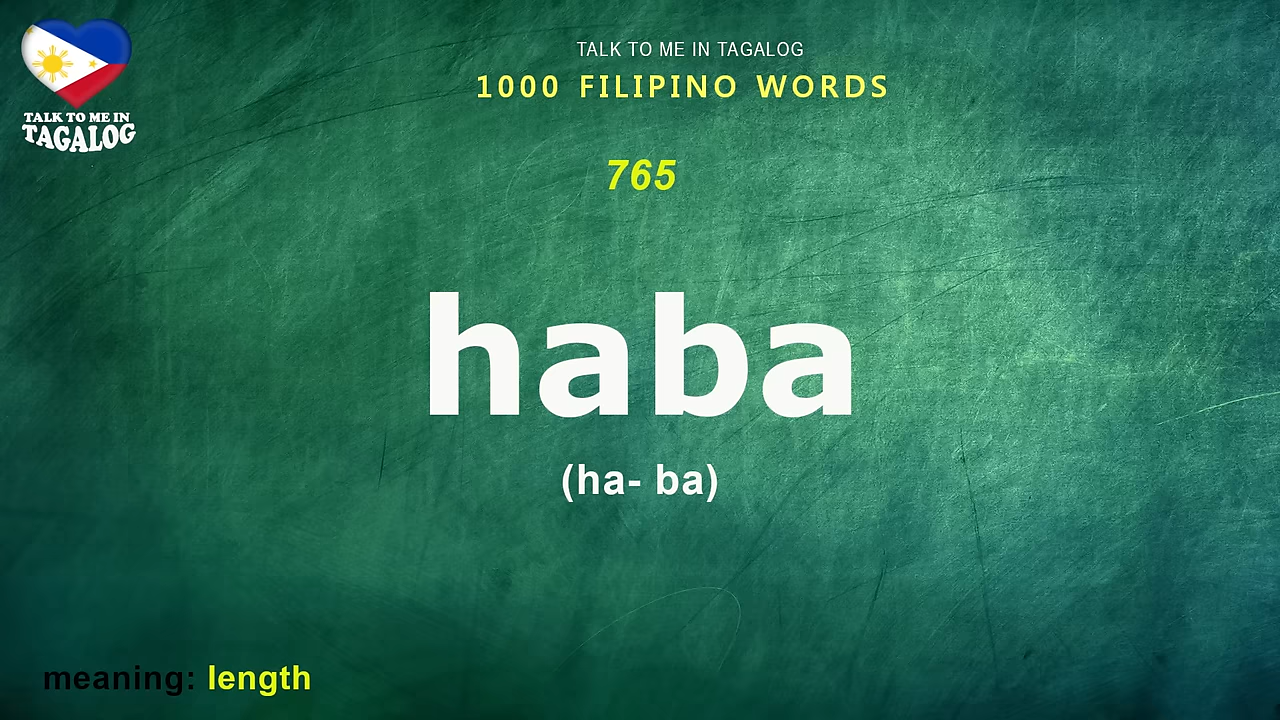 TALK TO ME IN TAGALOG
1000 FILIPINO WORDS
TALK TO ME IN
TAGALOG
765
haba
(ha- ba)
meaning: length